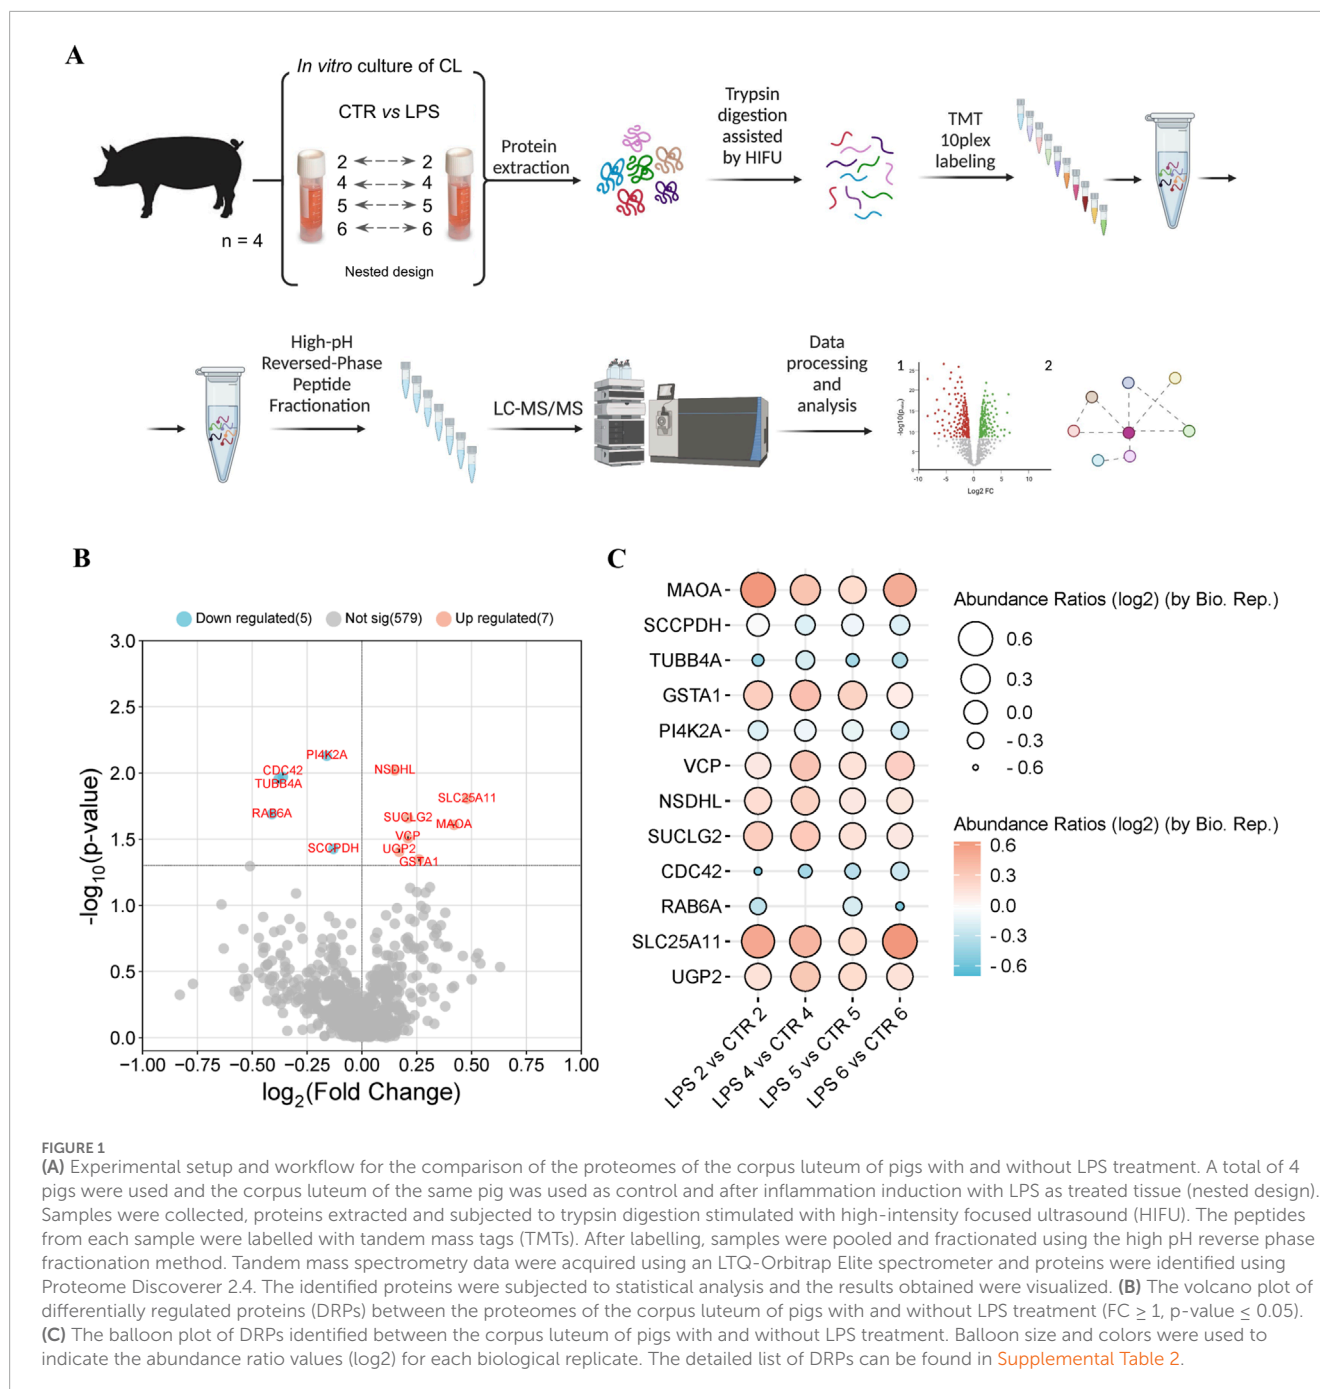 A
In vitro culture of CL
CTR vs LPS
2 2
4 4
5 5
6 6
Nested design
n = 4
Protein
extraction
Trypsin
digestion
assisted
by HIFU
TMT
10plex
labeling
High-pH
Reversed-Phase
Peptide
Fractionation
LC-MS/MS
Data
processing
and
analysis
1
25
20
15
10
5
0
-10 -5 0 5 10
Log2 FC
2
B
Down regulated(5) Not sig(579) Up regulated(7)
3.0
2.5
2.0
1.5
1.0
0.5
0.0
-log10(p-value)
PI4K2A
CDC42
TUBB4A
RAB6A
SCCPDH
NSDHL
SLC25A11
SUCLG2
MAOA
VCP
UGP2
GSTA1
−1.00 −0.75 −0.50 −0.25 0.00 0.25 0.50 0.75 1.00
log2(Fold Change)
C
MAOA
SCCPDH
TUBB4A
GSTA1
PI4K2A
VCP
NSDHL
SUCLG2
CDC42
RAB6A
SLC25A11
UGP2
LPS 2 vs CTR 2
LPS 4 vs CTR 4
LPS 5 vs CTR 5
LPS 6 vs CTR 6
Abundance Ratios (log2) (by Bio. Rep.)
0.6
0.3
0.0
- 0.3
- 0.6
Abundance Ratios (log2) (by Bio. Rep.)
0.6
0.3
0.0
- 0.3
- 0.6
FIGURE 1
(A) Experimental setup and workflow for the comparison of the proteomes of the corpus luteum of pigs with and without LPS treatment. A total of 4
pigs were used and the corpus luteum of the same pig was used as control and after inflammation induction with LPS as treated tissue (nested design).
Samples were collected, proteins extracted and subjected to trypsin digestion stimulated with high-intensity focused ultrasound (HIFU). The peptides
from each sample were labelled with tandem mass tags (TMTs). After labelling, samples were pooled and fractionated using the high pH reverse phase
fractionation method. Tandem mass spectrometry data were acquired using an LTQ-Orbitrap Elite spectrometer and proteins were identified using
Proteome Discoverer 2.4. The identified proteins were subjected to statistical analysis and the results obtained were visualized. (B) The volcano plot of
differentially regulated proteins (DRPs) between the proteomes of the corpus luteum of pigs with and without LPS treatment (FC ≥ 1, p-value ≤ 0.05).
(C) The balloon plot of DRPs identified between the corpus luteum of pigs with and without LPS treatment. Balloon size and colors were used to
indicate the abundance ratio values (log2) for each biological replicate. The detailed list of DRPs can be found in Supplemental Table 2.